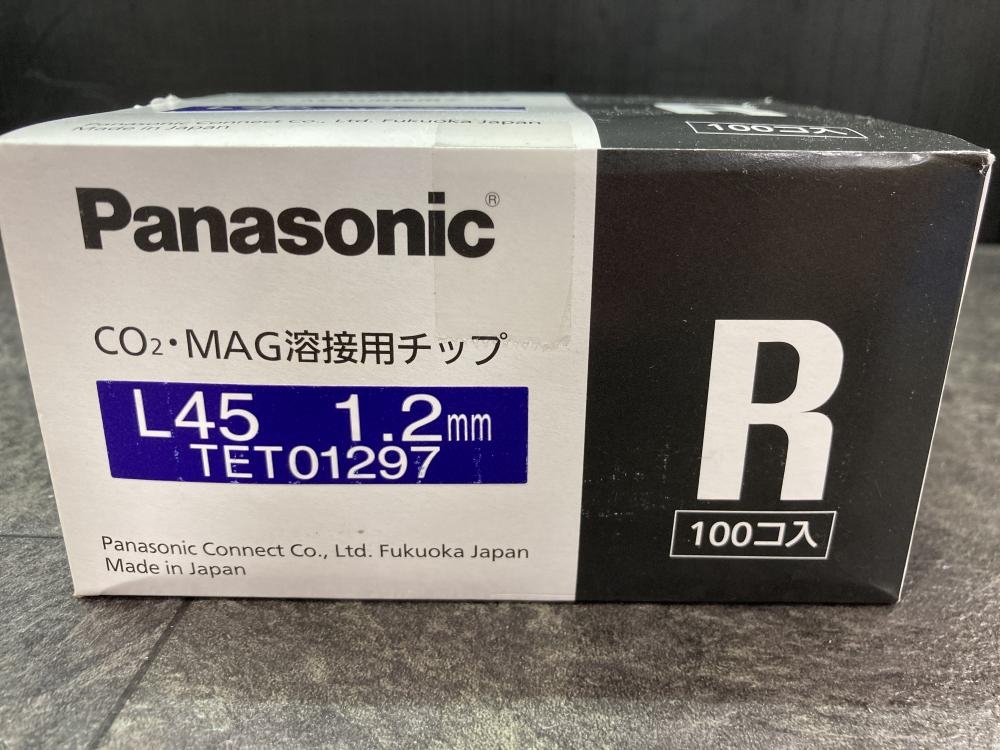 Panasonic Connect Co., Ltd. Fukuoka Japan
Made in Japan
100コ入
Panasonic®
CO₂・MAG溶接用チップ
L45 1.2mm
TET01297
R
100コ入
Panasonic Connect Co., Ltd. Fukuoka Japan
Made in Japan